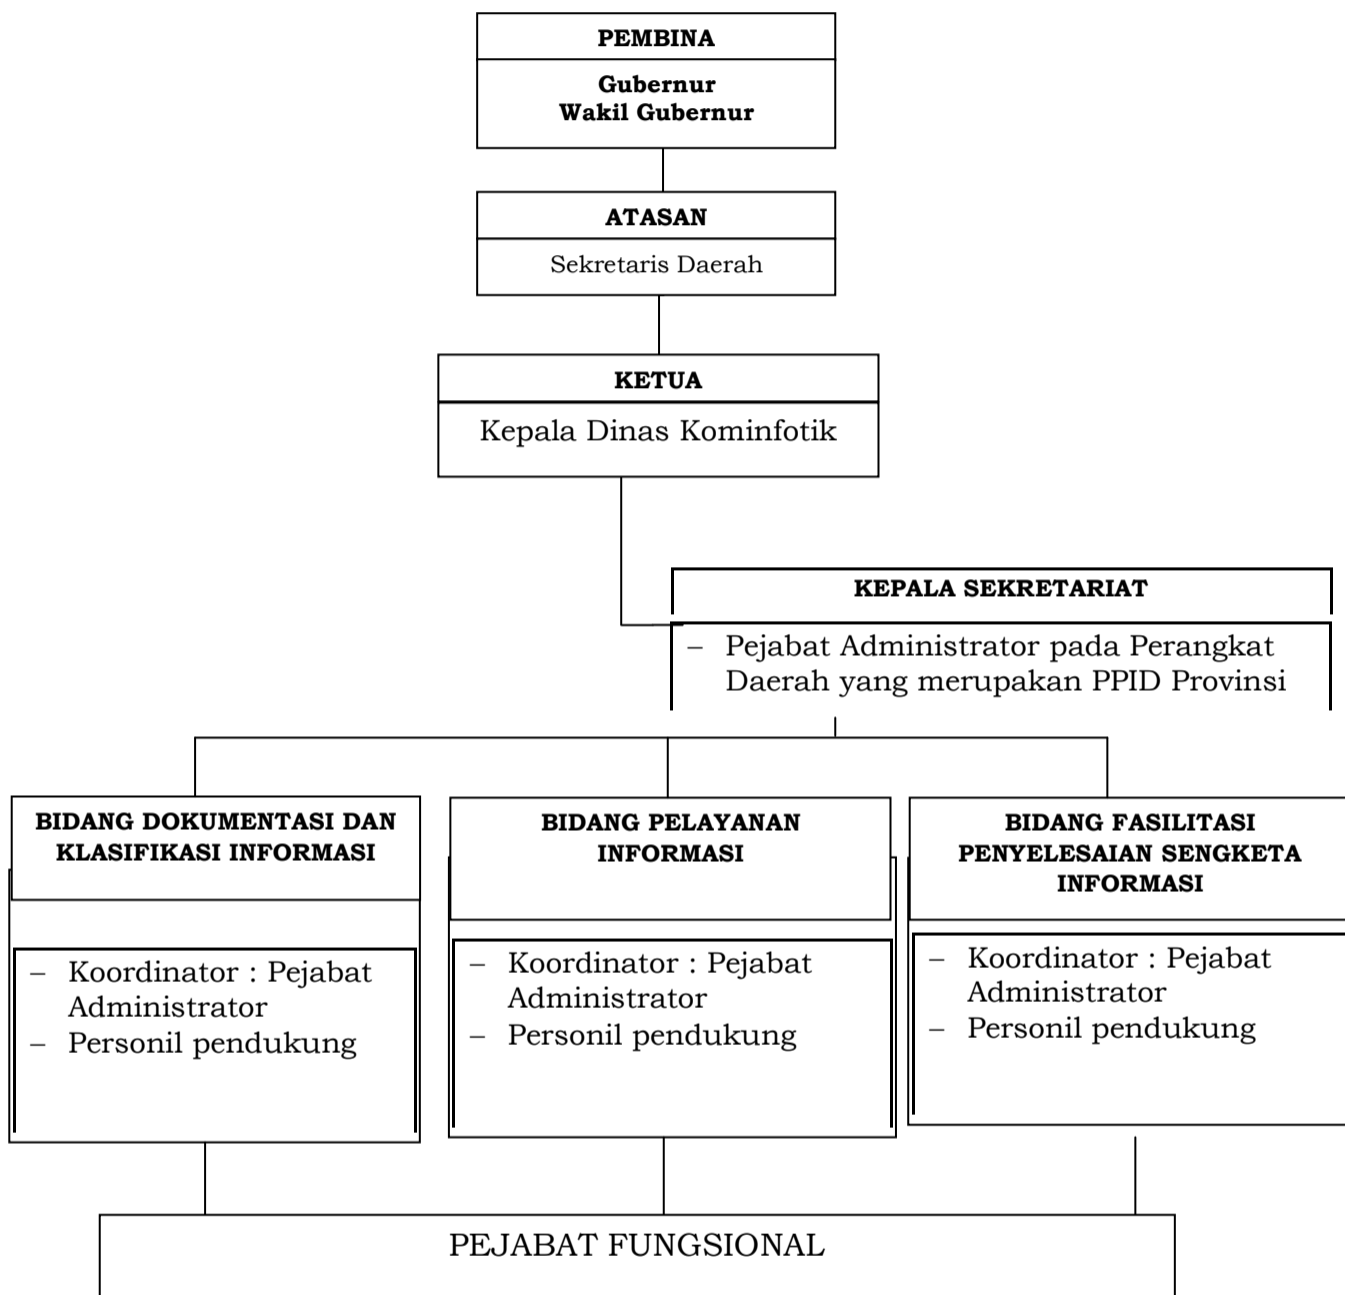 PEMBINA
Gubernur
Wakil Gubernur
ATASAN
Sekretaris Daerah
KETUA
Kepala Dinas Kominfotik
KEPALA SEKRETARIAT
– Pejabat Administrator pada Perangkat
Daerah yang merupakan PPID Provinsi
BIDANG DOKUMENTASI DAN
KLASIFIKASI INFORMASI
– Koordinator : Pejabat
Administrator
– Personil pendukung
BIDANG PELAYANAN
INFORMASI
– Koordinator : Pejabat
Administrator
– Personil pendukung
BIDANG FASILITASI
PENYELESAIAN SENGKETA
INFORMASI
– Koordinator : Pejabat
Administrator
– Personil pendukung
PEJABAT FUNGSIONAL